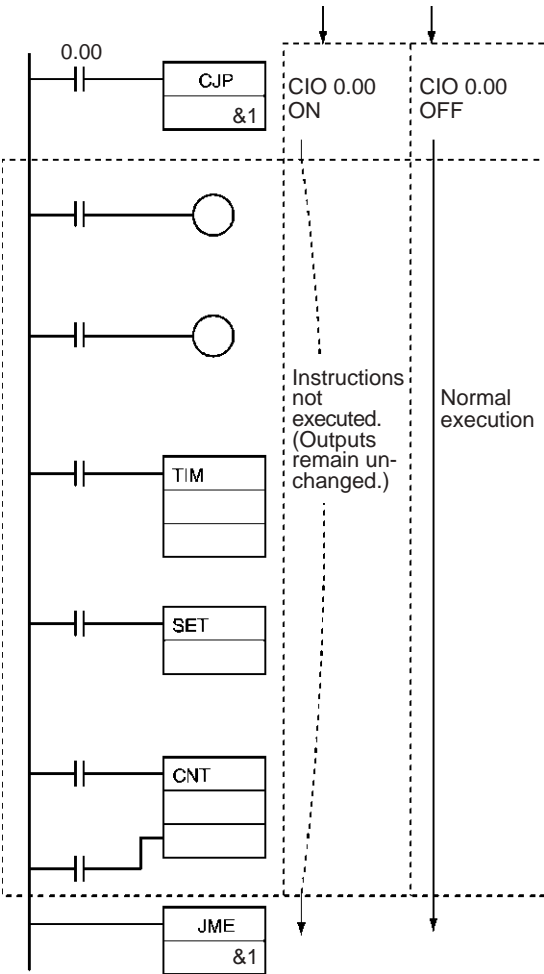 0.00
CJP
&1
CIO 0.00
ON
CIO 0.00
OFF
Instructions
not
executed.
(Outputs
remain un-
changed.)
Normal
execution
TIM
SET
CNT
JME
&1